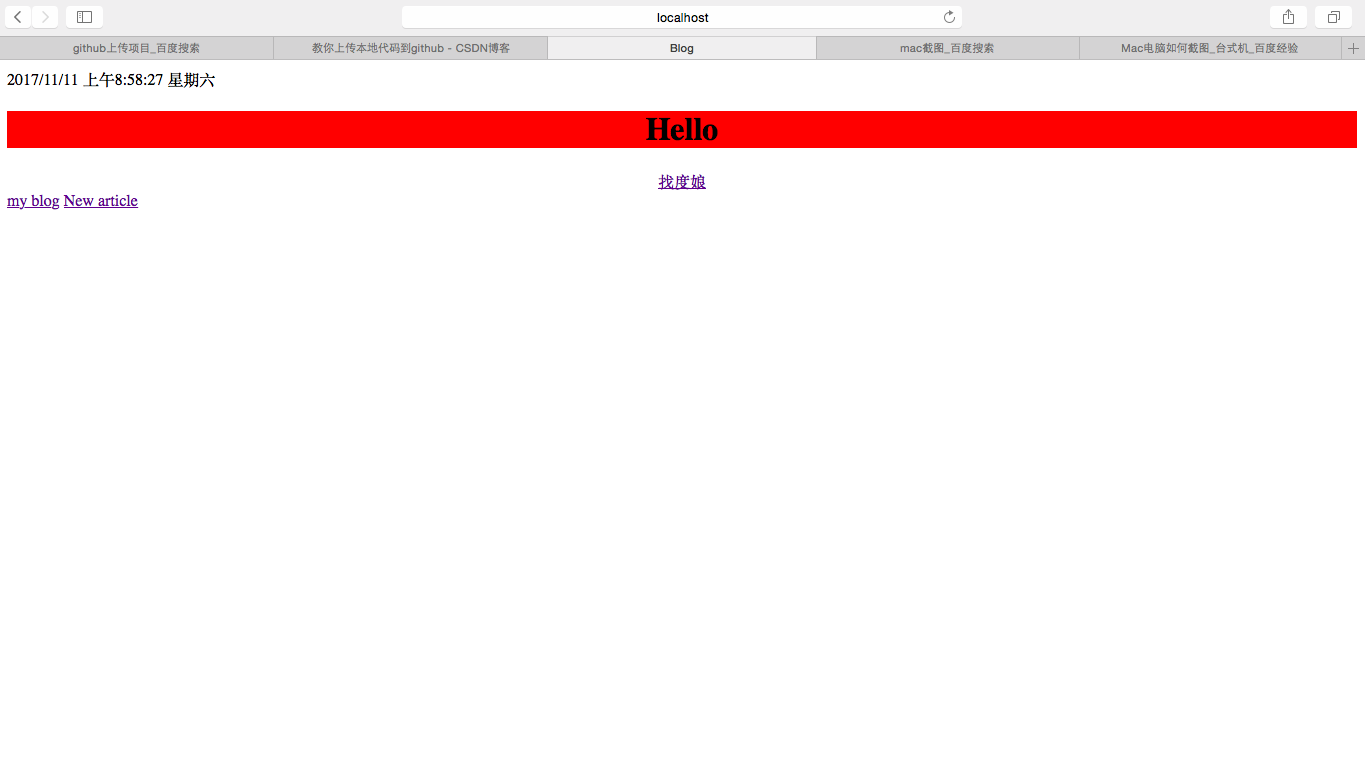 localhost
github上传项目_百度搜索
教你上传本地代码到github - CSDN博客
Blog
mac截图_百度搜索
Mac电脑如何截图_台式机_百度经验
2017/11/11 上午8:58:27 星期六
Hello
找度娘
my blog New article